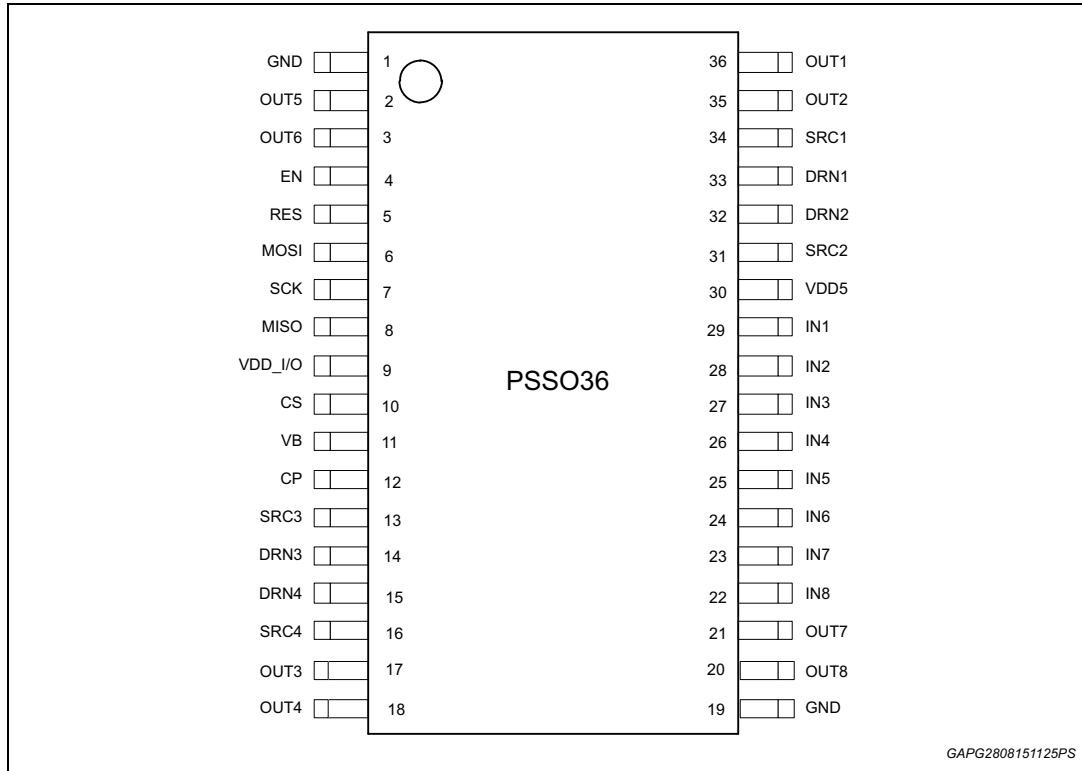 GND 1 36 OUT1
OUT5 2 35 OUT2
OUT6 3 34 SRC1
EN 4 33 DRN1
RES 5 32 DRN2
MOSI 6 31 SRC2
SCK 7 30 VDD5
MISO 8 29 IN1
VDD_I/O 9 28 IN2
PSSO36
CS 10 27 IN3
VB 11 26 IN4
CP 12 25 IN5
SRC3 13 24 IN6
DRN3 14 23 IN7
DRN4 15 22 IN8
SRC4 16 21 OUT7
OUT3 17 20 OUT8
OUT4 18 19 GND
GAPG2808151125PS